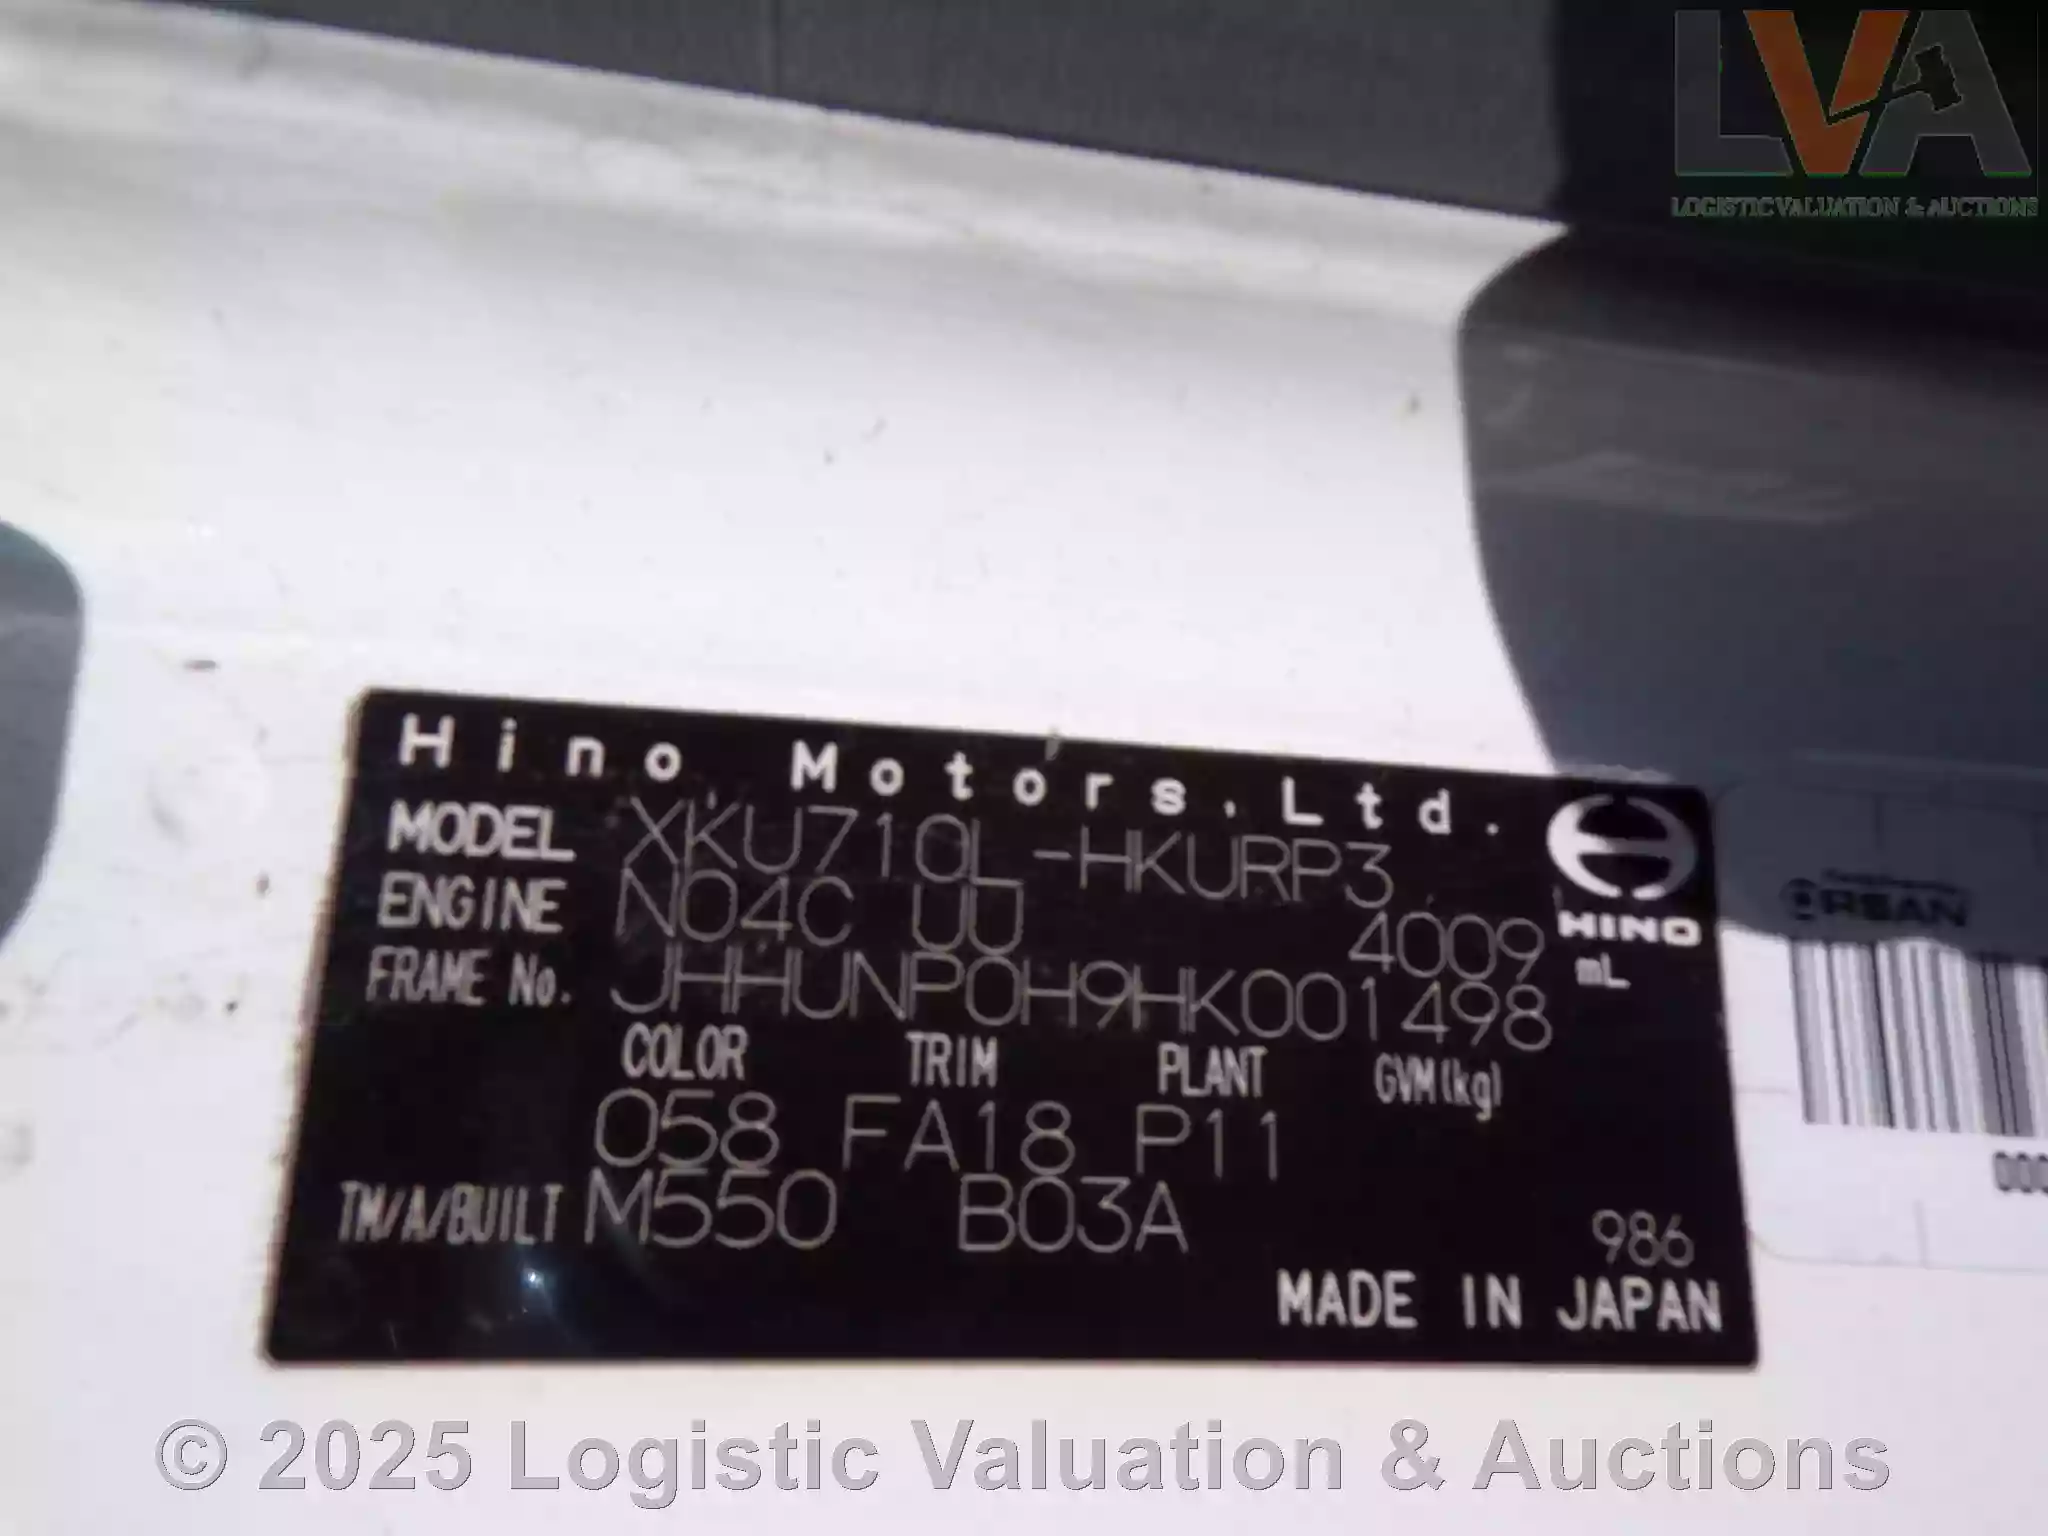 LVA
LOGISTIC VALUATION & AUCTIONS
Hino Motors, Ltd.
MODEL XKU710L-HKURP3
ENGINE N04C UU 4009 mL
HINO
FRAME No. JHHUNP0H9HK001498
COLOR TRIM PLANT GVM(kg)
058 FA18 P11
TM/A/BUILT M550 B03A
986
MADE IN JAPAN
ORSAN
000
© 2025 Logistic Valuation & Auctions